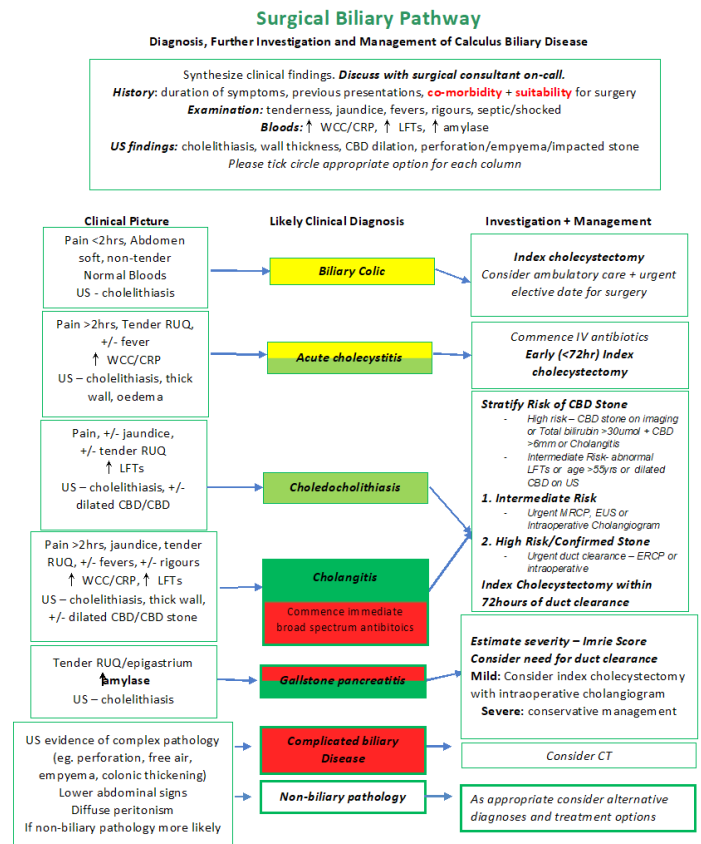 Surgical Biliary Pathway
Diagnosis, Further Investigation and Management of Calculus Biliary Disease
Synthesize clinical findings. Discuss with surgical consultant on-call.
History: duration of symptoms, previous presentations, co-morbidity + suitability for surgery
Examination: tenderness, jaundice, fevers, rigours, septic/shocked
Bloods: ↑ WCC/CRP, ↑ LFTs, ↑ amylase
US findings: cholelithiasis, wall thickness, CBD dilation, perforation/empyema/impacted stone
Please tick circle appropriate option for each column
Clinical Picture
Likely Clinical Diagnosis
Investigation + Management
Pain <2hrs, Abdomen
soft, non-tender
Normal Bloods
US - cholelithiasis
Biliary Colic
Index cholecystectomy
Consider ambulatory care + urgent
elective date for surgery
Pain >2hrs, Tender RUQ,
+/- fever
↑ WCC/CRP
US – cholelithiasis, thick
wall, oedema
Acute cholecystitis
Commence IV antibiotics
Early (<72hr) Index
cholecystectomy
Pain, +/- jaundice,
+/- tender RUQ
↑ LFTs
US – cholelithiasis, +/-
dilated CBD/CBD
Choledocholithiasis
Stratify Risk of CBD Stone
- High risk – CBD stone on imaging
or Total bilirubin >30umol + CBD
>6mm or Cholangitis
- Intermediate Risk- abnormal
LFTs or age >55yrs or dilated
CBD on US
1. Intermediate Risk
- Urgent MRCP, EUS or
Intraoperative Cholangiogram
2. High Risk/Confirmed Stone
- Urgent duct clearance – ERCP or
intraoperative
Index Cholecystectomy within
72hours of duct clearance
Pain >2hrs, jaundice, tender
RUQ, +/- fevers, +/- rigours
↑ WCC/CRP, ↑ LFTs
US – cholelithiasis, thick wall,
+/- dilated CBD/CBD stone
Cholangitis
Commence immediate
broad spectrum antibitoics
Tender RUQ/epigastrium
↑amylase
US – cholelithiasis
Gallstone pancreatitis
Estimate severity – Imrie Score
Consider need for duct clearance
Mild: Consider index cholecystectomy
with intraoperative cholangiogram
Severe: conservative management
US evidence of complex pathology
(eg. perforation, free air,
empyema, colonic thickening)
Lower abdominal signs
Diffuse peritonism
If non-biliary pathology more likely
Complicated biliary
Disease
Consider CT
Non-biliary pathology
As appropriate consider alternative
diagnoses and treatment options